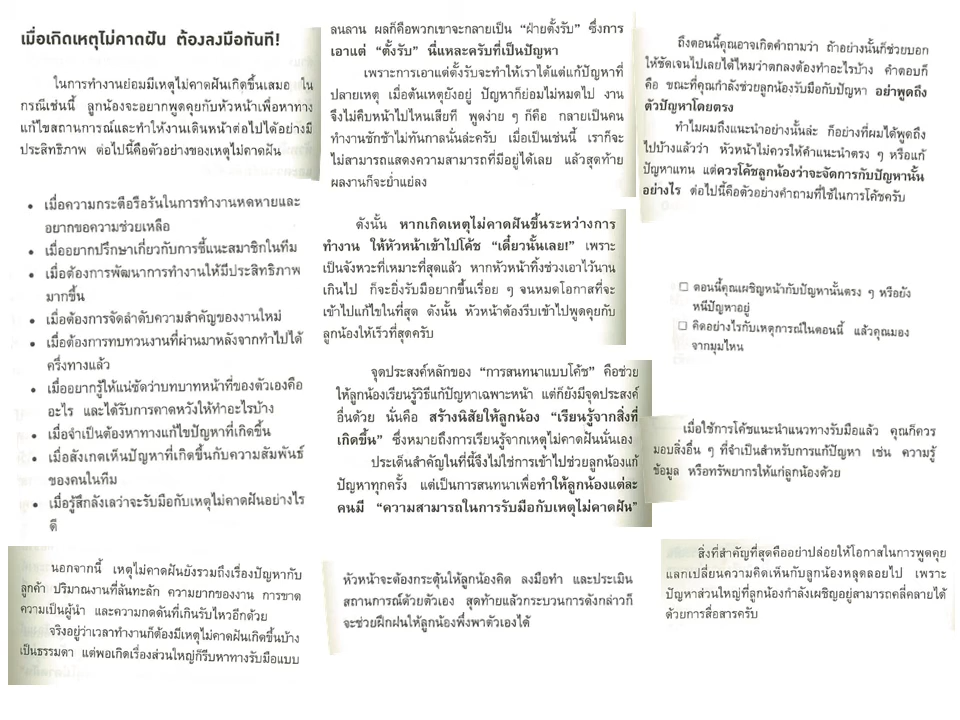 เมื่อเกิดเหตุไม่คาดฝัน ต้องลงมือทันที!
ในการทำงานย่อมมีเหตุไม่คาดฝันเกิดขึ้นเสมอ ใน
กรณีเช่นนี้ ลูกน้องจะอยากพูดคุยกับหัวหน้าเพื่อหาทาง
แก้ไขสถานการณ์และทำให้งานเดินหน้าต่อไปได้อย่างมี
ประสิทธิภาพ ต่อไปนี้คือตัวอย่างของเหตุไม่คาดฝัน
• เมื่อความกระตือรือร้นในการทำงานหดหายและ
อยากขอความช่วยเหลือ
• เมื่ออยากปรึกษาเกี่ยวกับการชี้แนะสมาชิกในทีม
• เมื่อต้องการพัฒนาการทำงานให้มีประสิทธิภาพ
มากขึ้น
• เมื่อต้องการจัดลำดับความสำคัญของงานใหม่
• เมื่อต้องการทบทวนงานที่ผ่านมาหลังจากทำไปได้
ครึ่งทางแล้ว
• เมื่ออยากรู้ให้แน่ชัดว่าบทบาทหน้าที่ของตัวเองคือ
อะไร และได้รับการคาดหวังให้ทำอะไรบ้าง
• เมื่อจำเป็นต้องหาทางแก้ไขปัญหาที่เกิดขึ้น
• เมื่อสังเกตเห็นปัญหาที่เกิดขึ้นกับความสัมพันธ์
ของคนในทีม
• เมื่อรู้สึกลังเลว่าจะรับมือกับเหตุไม่คาดฝันอย่างไร
ดี
นอกจากนี้ เหตุไม่คาดฝันยังรวมถึงเรื่องปัญหากับ
ลูกค้า ปริมาณงานที่ล้นทะลัก ความยากของงาน การขาด
ความเป็นผู้นำ และความกดดันที่เกินรับไหวอีกด้วย
จริงอยู่ว่าเวลาทำงานก็ต้องมีเหตุไม่คาดฝันเกิดขึ้นบ้าง
เป็นธรรมดา แต่พอเกิดเรื่องส่วนใหญ่ก็รีบหาทางรับมือแบบ
ลนลาน ผลก็คือพวกเขาจะกลายเป็น “ฝ่ายตั้งรับ” ซึ่งการ
เอาแต่ “ตั้งรับ” นี่แหละครับที่เป็นปัญหา
เพราะการเอาแต่ตั้งรับจะทำให้เราได้แต่แก้ปัญหาที่
ปลายเหตุ เมื่อต้นเหตุยังอยู่ ปัญหาก็ย่อมไม่หมดไป งาน
จึงไม่คืบหน้าไปไหนเสียที พูดง่าย ๆ ก็คือ กลายเป็นคน
ทำงานชักช้าไม่ทันกาลนั่นล่ะครับ เมื่อเป็นเช่นนี้ เราก็จะ
ไม่สามารถแสดงความสามารถที่มีอยู่ได้เลย แล้วสุดท้าย
ผลงานก็จะย่ำแย่ลง
ดังนั้น หากเกิดเหตุไม่คาดฝันขึ้นระหว่างการ
ทำงาน ให้หัวหน้าเข้าไปโค้ช “เดี๋ยวนั้นเลย!” เพราะ
เป็นจังหวะที่เหมาะที่สุดแล้ว หากหัวหน้าทิ้งช่วงเอาไว้นาน
เกินไป ก็จะยิ่งรับมือยากขึ้นเรื่อย ๆ จนหมดโอกาสที่จะ
เข้าไปแก้ไขในที่สุด ดังนั้น หัวหน้าต้องรีบเข้าไปพูดคุยกับ
ลูกน้องให้เร็วที่สุดครับ
จุดประสงค์หลักของ “การสนทนาแบบโค้ช” คือช่วย
ให้ลูกน้องเรียนรู้วิธีแก้ปัญหาเฉพาะหน้า แต่ก็ยังมีจุดประสงค์
อื่นด้วย นั่นคือ สร้างนิสัยให้ลูกน้อง “เรียนรู้จากสิ่งที่
เกิดขึ้น” ซึ่งหมายถึงการเรียนรู้จากเหตุไม่คาดฝันนั่นเอง
ประเด็นสำคัญในที่นี้จึงไม่ใช่การเข้าไปช่วยลูกน้องแก้
ปัญหาทุกครั้ง แต่เป็นการสนทนาเพื่อทำให้ลูกน้องแต่ละ
คนมี “ความสามารถในการรับมือกับเหตุไม่คาดฝัน”
หัวหน้าจะต้องกระตุ้นให้ลูกน้องคิด ลงมือทำ และประเมิน
สถานการณ์ด้วยตัวเอง สุดท้ายแล้วกระบวนการดังกล่าวก็
จะช่วยฝึกฝนให้ลูกน้องพึ่งพาตัวเองได้
ถึงตอนนี้คุณอาจเกิดคำถามว่า ถ้าอย่างนั้นก็ช่วยบอก
ให้ชัดเจนไปเลยได้ไหมว่าตกลงต้องทำอะไรบ้าง คำตอบก็
คือ ขณะที่คุณกำลังช่วยลูกน้องรับมือกับปัญหา อย่าพูดถึง
ตัวปัญหาโดยตรง
ทำไมผมถึงแนะนำอย่างนั้นล่ะ ก็อย่างที่ผมได้พูดถึง
ไปบ้างแล้วว่า หัวหน้าไม่ควรให้คำแนะนำตรง ๆ หรือแก้
ปัญหาแทน แต่ควรโค้ชลูกน้องว่าจะจัดการกับปัญหานั้น
อย่างไร ต่อไปนี้คือตัวอย่างคำถามที่ใช้ในการโค้ชครับ
☐ ตอนนี้คุณเผชิญหน้ากับปัญหานั้นตรง ๆ หรือยัง
หนีปัญหาอยู่
☐ คิดอย่างไรกับเหตุการณ์ในตอนนี้ แล้วคุณมอง
จากมุมไหน
เมื่อใช้การโค้ชแนะนำแนวทางรับมือแล้ว คุณก็ควร
มอบสิ่งอื่น ๆ ที่จำเป็นสำหรับการแก้ปัญหา เช่น ความรู้
ข้อมูล หรือทรัพยากรให้แก่ลูกน้องด้วย
สิ่งที่สำคัญที่สุดคืออย่าปล่อยให้โอกาสในการพูดคุย
แลกเปลี่ยนความคิดเห็นกับลูกน้องหลุดลอยไป เพราะ
ปัญหาส่วนใหญ่ที่ลูกน้องกำลังเผชิญอยู่สามารถคลี่คลายได้
ด้วยการสื่อสารครับ